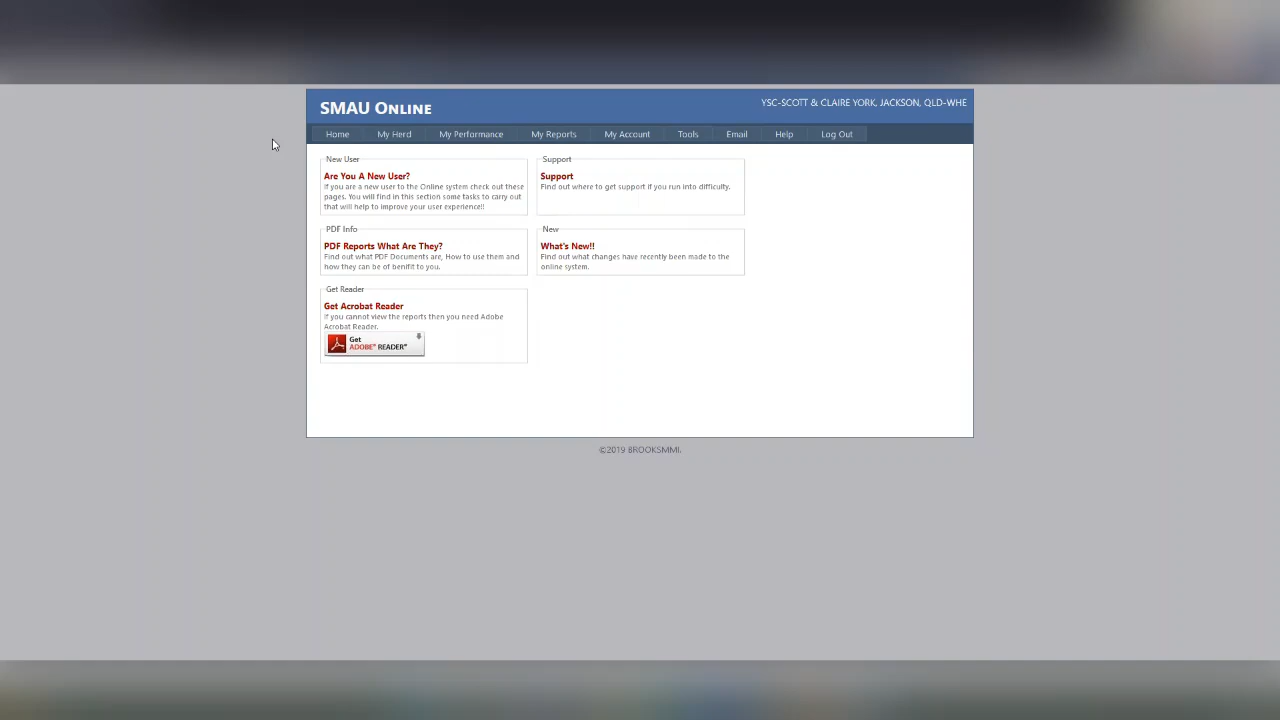 SMAU ONLINE
YSC-SCOTT & CLAIRE YORK, JACKSON, QLD-WHE
Home My Herd My Performance My Reports My Account Tools Email Help Log Out
New User
Are You A New User?
If you are a new user to the Online system check out these
pages. You will find in this section some tasks to carry out
that will help to improve your user experience!!
Support
Support
Find out where to get support if you run into difficulty.
PDF Info
PDF Reports What Are They?
Find out what PDF Documents are, How to use them and
how they can be of benifit to you.
New
What's New!!
Find out what changes have recently been made to the
online system.
Get Reader
Get Acrobat Reader
If you cannot view the reports then you need Adobe
Acrobat Reader.
Get
ADOBE® READER®
©2019 BROOKSMMI.